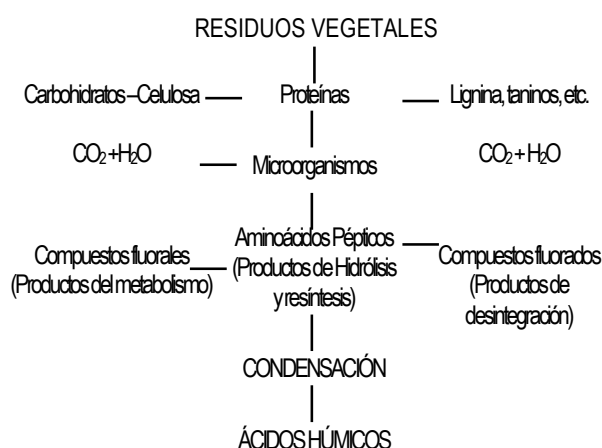 RESIDUOS VEGETALES
Carbohidratos – Celulosa
Proteínas
Lignina, taninos, etc.
CO₂ + H₂O
Microorganismos
CO₂ + H₂O
Compuestos fluorales
(Productos del metabolismo)
Aminoácidos Pépticos
(Productos de Hidrólisis
y resíntesis)
Compuestos fluorados
(Productos de
desintegración)
CONDENSACIÓN
ÁCIDOS HÚMICOS